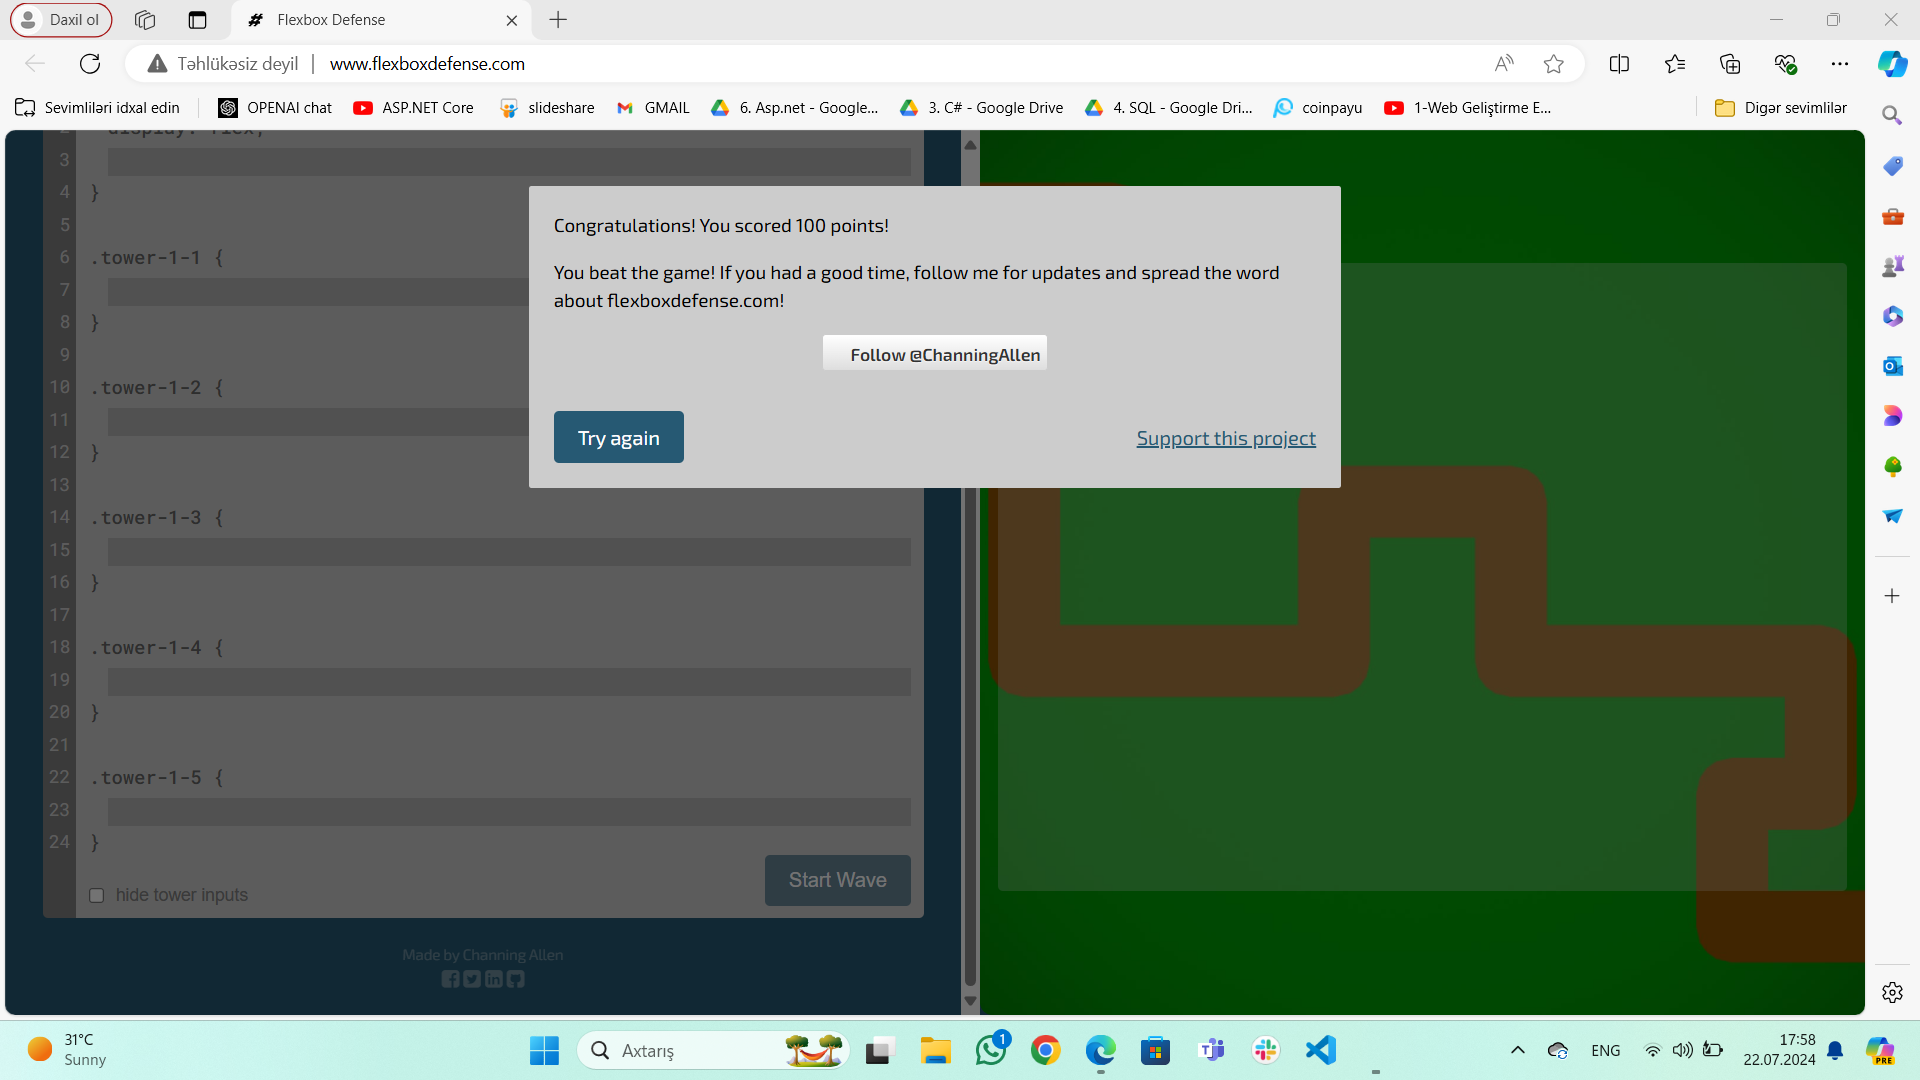 Daxil ol
Flexbox Defense
Təhlükəsiz deyil
www.flexboxdefense.com
Sevimliləri idxal edin
OPENAI chat
ASP.NET Core
slideshare
GMAIL
6. Asp.net - Google...
3. C# - Google Drive
4. SQL - Google Dri...
coinpayu
1-Web Geliştirme E...
Digər sevimlilər
2 display: flex;
3
4 }
5
6 .tower-1-1 {
7
8 }
9
10 .tower-1-2 {
11
12 }
13
14 .tower-1-3 {
15
16 }
17
18 .tower-1-4 {
19
20 }
21
22 .tower-1-5 {
23
24 }
hide tower inputs
Start Wave
Made by Channing Allen
Congratulations! You scored 100 points!
You beat the game! If you had a good time, follow me for updates and spread the word
about flexboxdefense.com!
Follow @ChanningAllen
Try again
Support this project
31°C
Sunny
Axtarış
1
ENG
17:58
22.07.2024
PRE